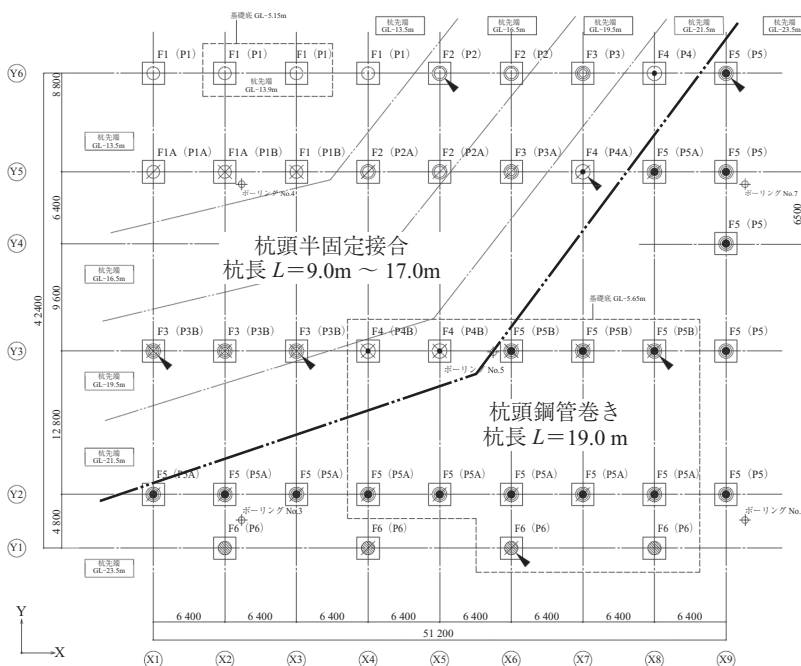 基礎底 GL-5.15m
杭先端
GL-13.5m
杭先端
GL-16.5m
杭先端
GL-19.5m
杭先端
GL-21.5m
杭先端
GL-23.5m
F1（P1）
F1（P1）
F1（P1）
F1（P1）
F2（P2）
F2（P2）
F3（P3）
F4（P4）
F5（P5）
Y6
杭先端
GL-13.9m
8 800
杭先端
GL-13.5m
F1A（P1A）
F1A（P1B）
F1（P1B）
F2（P2A）
F2（P2A）
F3（P3A）
F4（P4A）
F5（P5A）
F5（P5）
Y5
ボーリング No.4
ボーリング No.7
6 400
6500
F5（P5）
Y4
杭頭半固定接合
杭長 L＝9.0m ～ 17.0m
杭先端
GL-16.5m
9 600
4 2400
基礎底 GL-5.65m
F3（P3B）
F3（P3B）
F3（P3B）
F4（P4B）
F4（P4B）
F5（P5B）
F5（P5B）
F5（P5B）
F5（P5）
Y3
ボーリング No.5
杭先端
GL-19.5m
杭頭鋼管巻き
杭長 L＝19.0 m
12 800
杭先端
GL-21.5m
F5（P5A）
F5（P5A）
F5（P5A）
F5（P5A）
F5（P5A）
F5（P5A）
F5（P5A）
F5（P5A）
F5（P5）
Y2
ボーリング No.3
ボーリング No.
4 800
F6（P6）
F6（P6）
F6（P6）
F6（P6）
Y1
杭先端
GL-23.5m
6 400
6 400
6 400
6 400
6 400
6 400
6 400
6 400
51 200
Y
X
X1
X2
X3
X4
X5
X6
X7
X8
X9